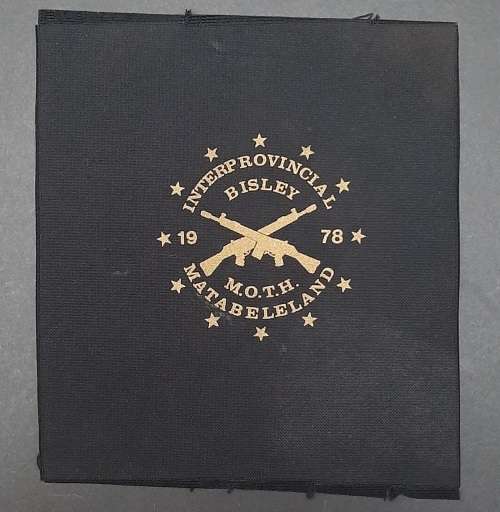 INTERPROVINCIAL
BISLEY
19 78
M.O.T.H.
MATABELELAND